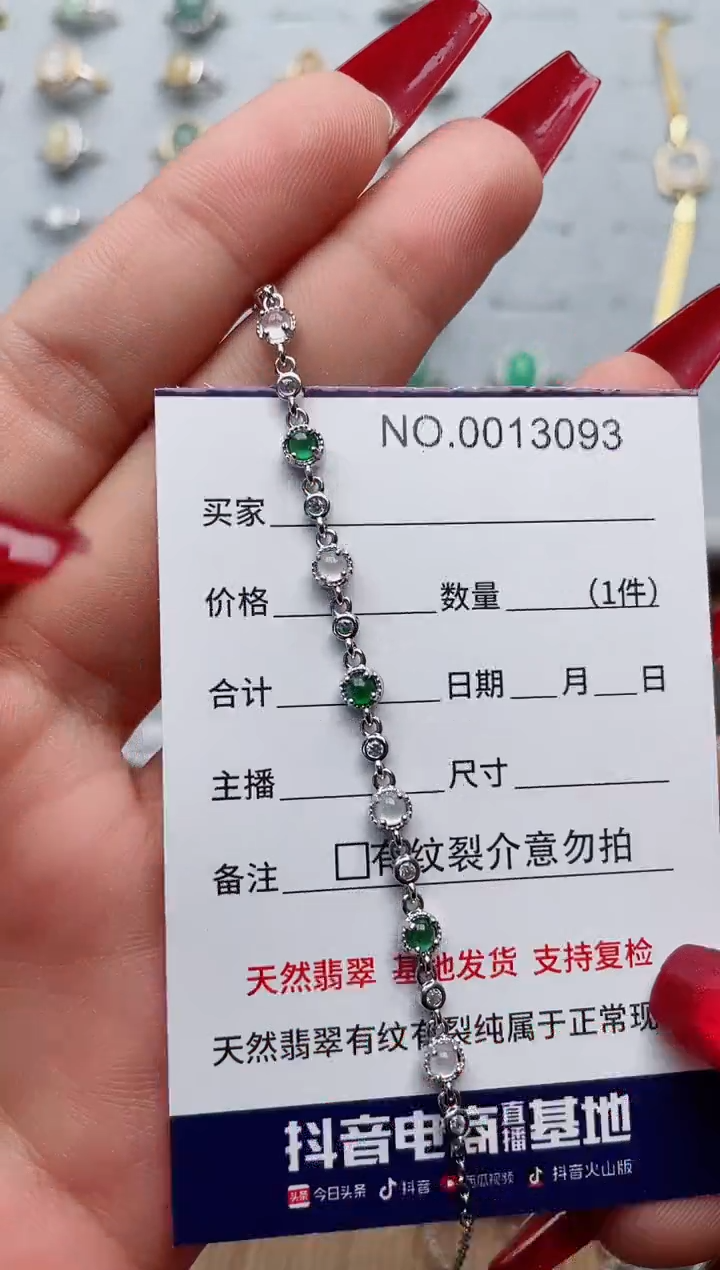 NO.0013093
买家
价格 数量 (1件)
合计 日期 月 日
主播 尺寸
备注 □有纹裂介意勿拍
天然翡翠 基地发货 支持复检
天然翡翠有纹有裂纯属于正常现
抖音电商直播基地
头条 今日头条 抖音 西瓜视频 抖音火山版